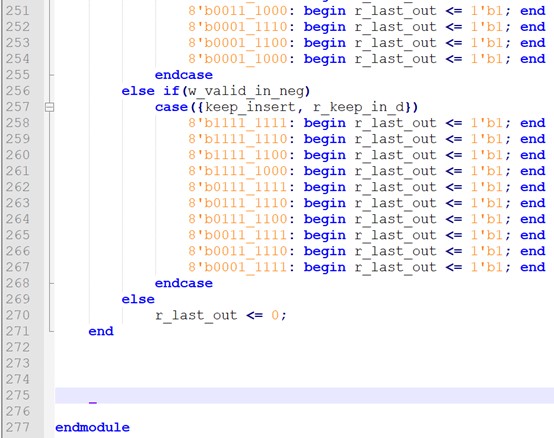 251 8'b0011_1000: begin r_last_out <= 1'b1; end
252 8'b0001_1110: begin r_last_out <= 1'b1; end
253 8'b0001_1100: begin r_last_out <= 1'b1; end
254 8'b0001_1000: begin r_last_out <= 1'b1; end
255 endcase
256 else if(w_valid_in_neg)
257 case({keep_insert, r_keep_in_d})
258 8'b1111_1111: begin r_last_out <= 1'b1; end
259 8'b1111_1110: begin r_last_out <= 1'b1; end
260 8'b1111_1100: begin r_last_out <= 1'b1; end
261 8'b1111_1000: begin r_last_out <= 1'b1; end
262 8'b0111_1111: begin r_last_out <= 1'b1; end
263 8'b0111_1110: begin r_last_out <= 1'b1; end
264 8'b0111_1100: begin r_last_out <= 1'b1; end
265 8'b0011_1111: begin r_last_out <= 1'b1; end
266 8'b0011_1110: begin r_last_out <= 1'b1; end
267 8'b0001_1111: begin r_last_out <= 1'b1; end
268 endcase
269 else
270 r_last_out <= 0;
271 end
272
273
274
275
276
277 endmodule